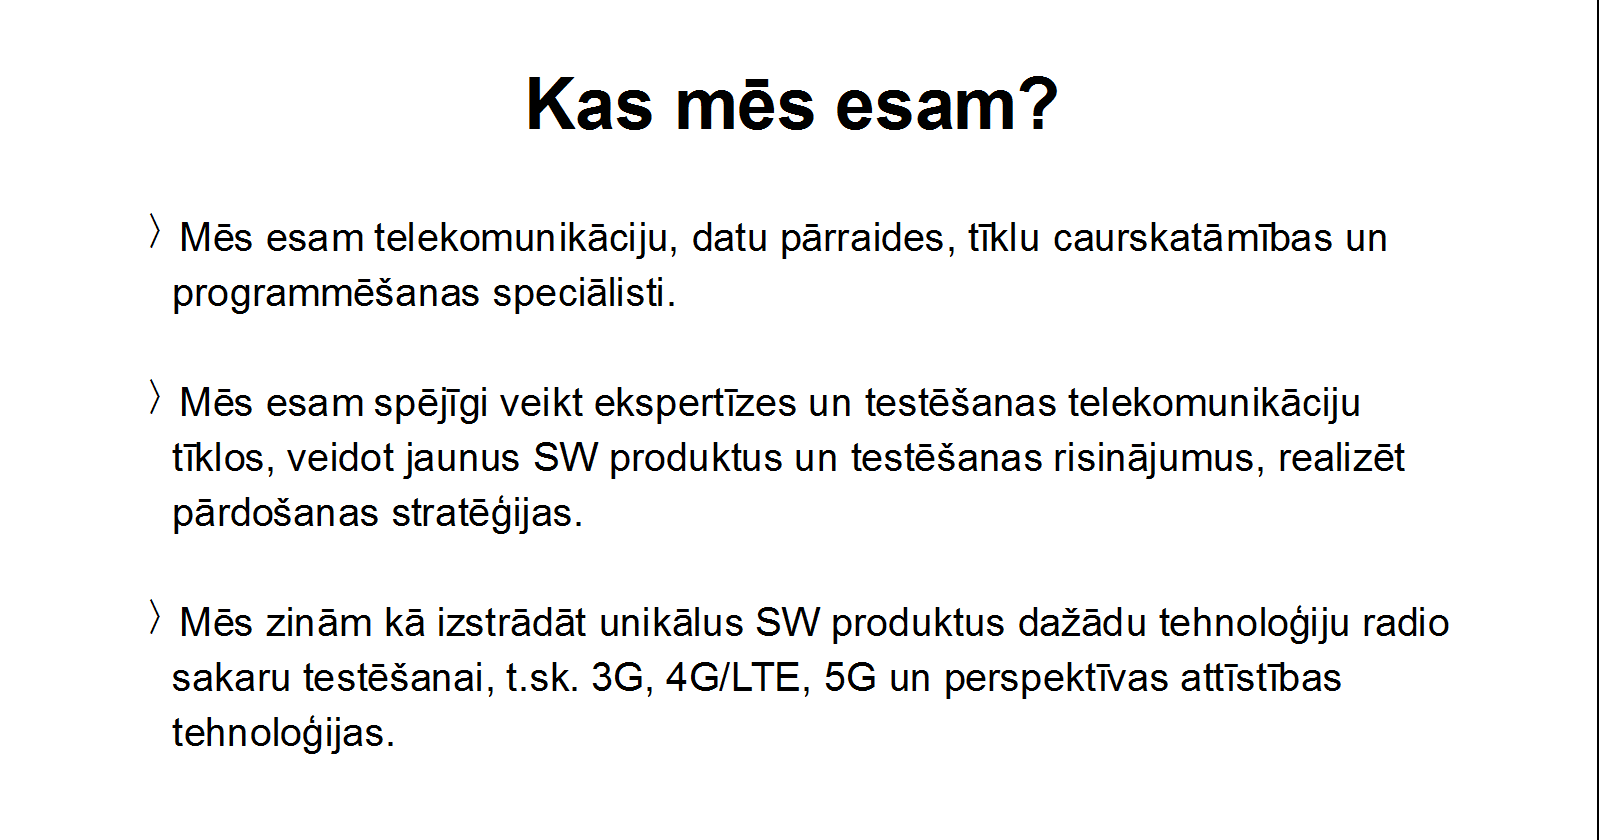 Kas mēs esam?
〉Mēs esam telekomunikāciju, datu pārraides, tīklu caurskatāmības un
programmēšanas speciālisti.
〉Mēs esam spējīgi veikt ekspertīzes un testēšanas telekomunikāciju
tīklos, veidot jaunus SW produktus un testēšanas risinājumus, realizēt
pārdošanas stratēģijas.
〉Mēs zinām kā izstrādāt unikālus SW produktus dažādu tehnoloģiju radio
sakaru testēšanai, t.sk. 3G, 4G/LTE, 5G un perspektīvas attīstības
tehnoloģijas.